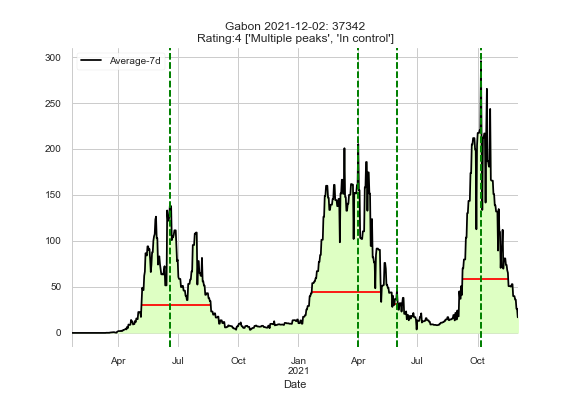 Gabon 2021-12-02: 37342
Rating:4 ['Multiple peaks', 'In control']
Average-7d
300
250
200
150
100
50
0
Apr Jul Oct Jan Apr Jul Oct
2021
Date